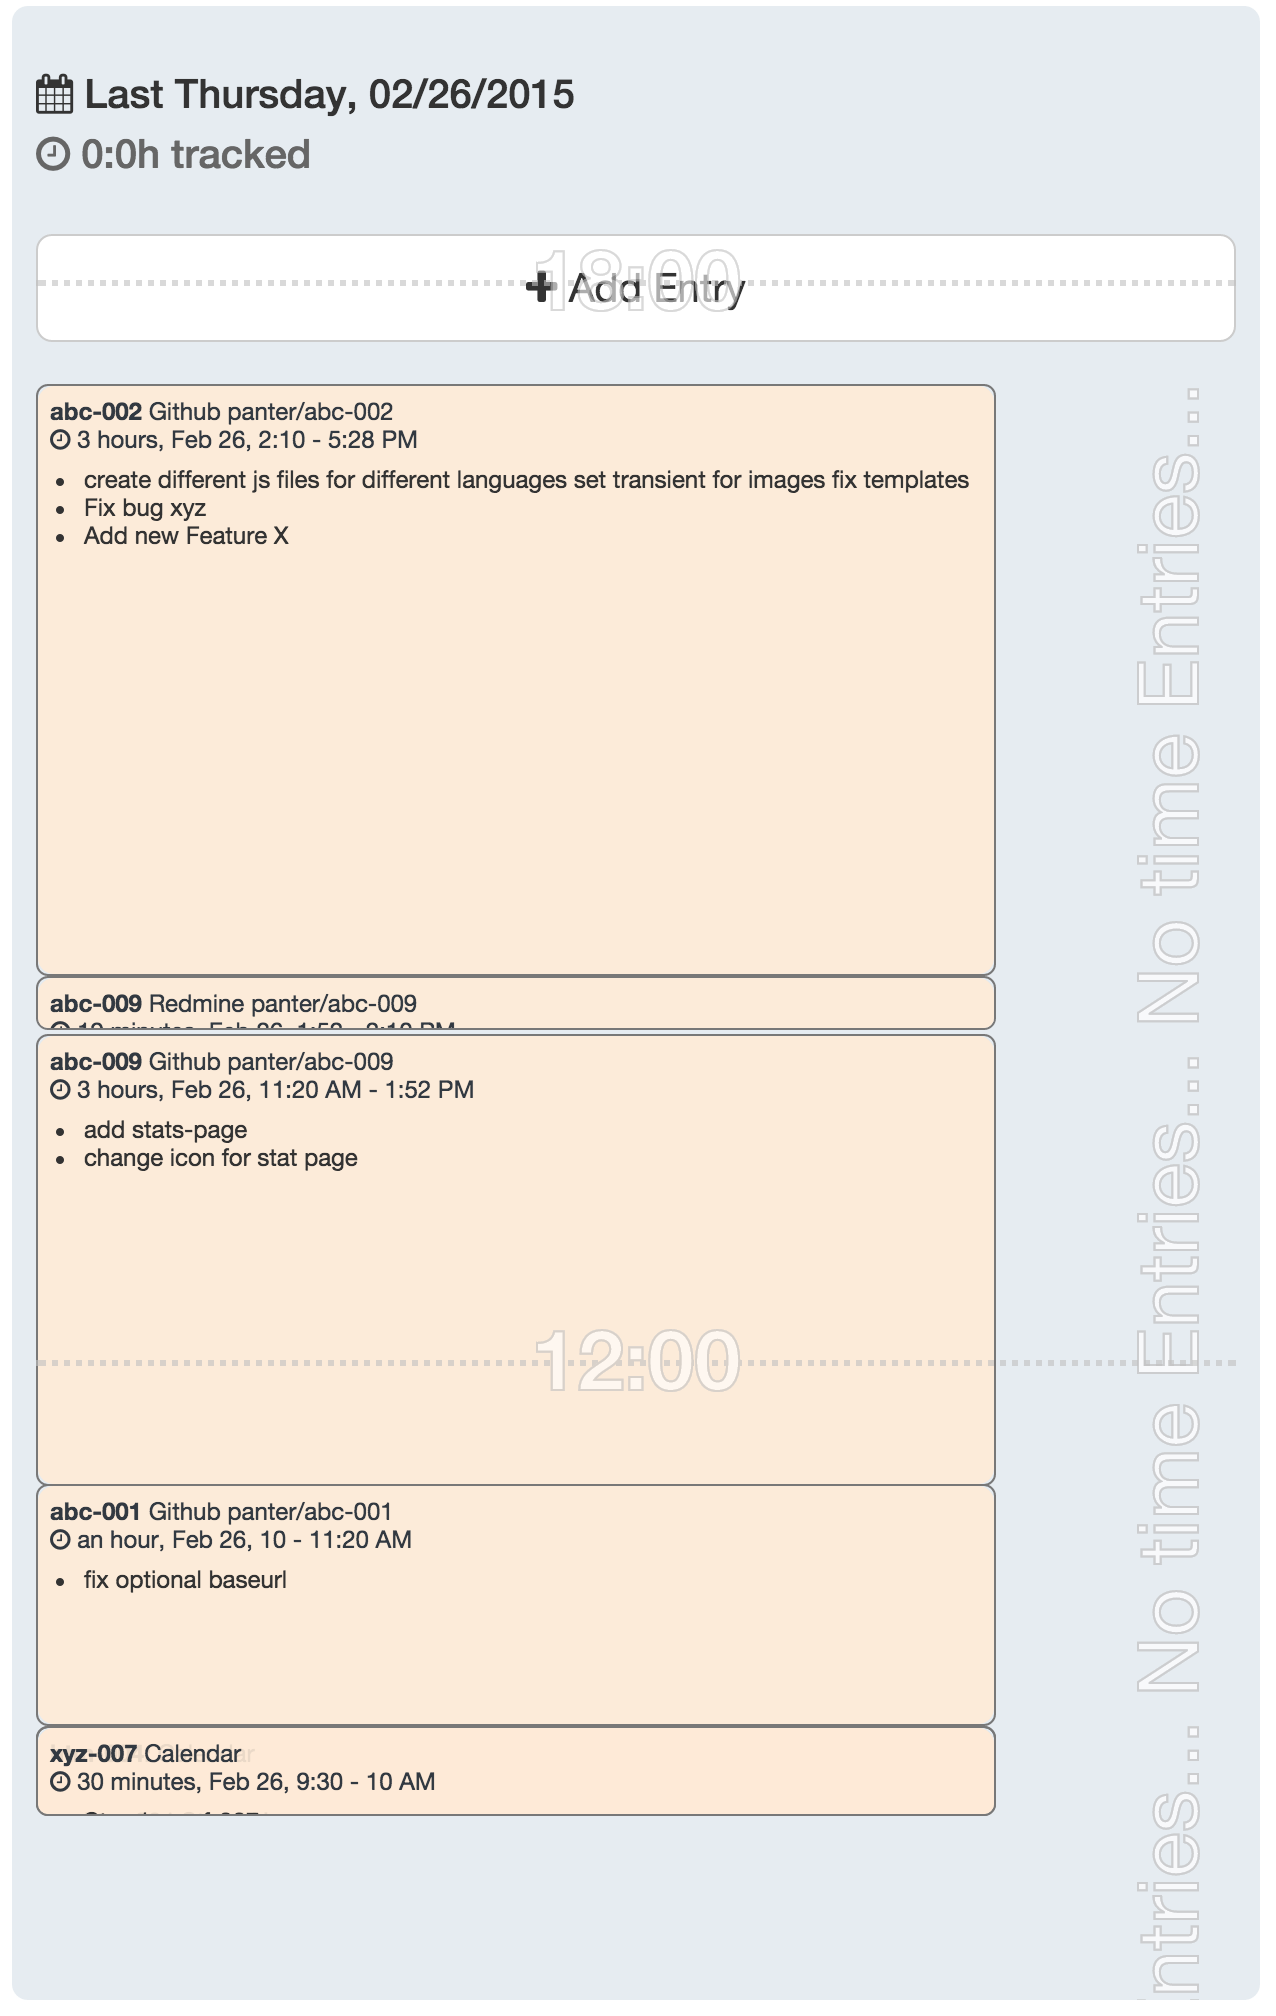 Last Thursday, 02/26/2015
0:0h tracked
18:00
Add Entry
abc-002 Github panter/abc-002
3 hours, Feb 26, 2:10 - 5:28 PM
create different js files for different languages set transient for images fix templates
Fix bug xyz
Add new Feature X
abc-009 Redmine panter/abc-009
minutes, Feb 26,
abc-009 Github panter/abc-009
3 hours, Feb 26, 11:20 AM - 1:52 PM
add stats-page
change icon for stat page
12:00
abc-001 Github panter/abc-001
an hour, Feb 26, 10 - 11:20 AM
fix optional baseurl
xyz-007 Calendar
30 minutes, Feb 26, 9:30 - 10 AM
ntries... No time Entries... No time Entries...